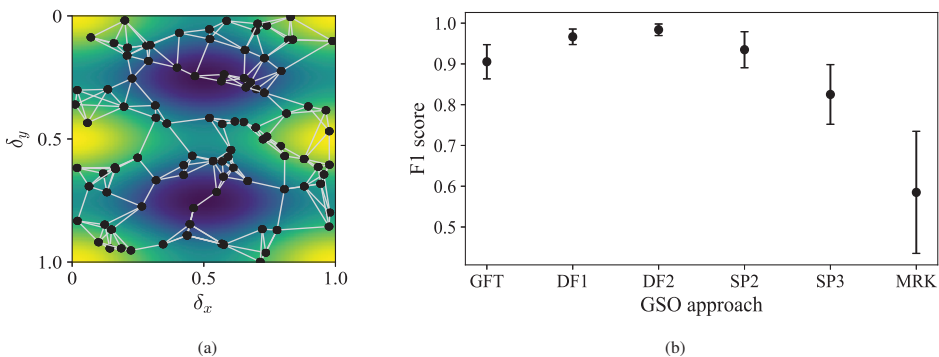 0
0.5
1.0
δy
0
0.5
1.0
δx
(a)
1.0
0.9
0.8
0.7
0.6
0.5
F1 score
GFT DF1 DF2 SP2 SP3 MRK
GSO approach
(b)